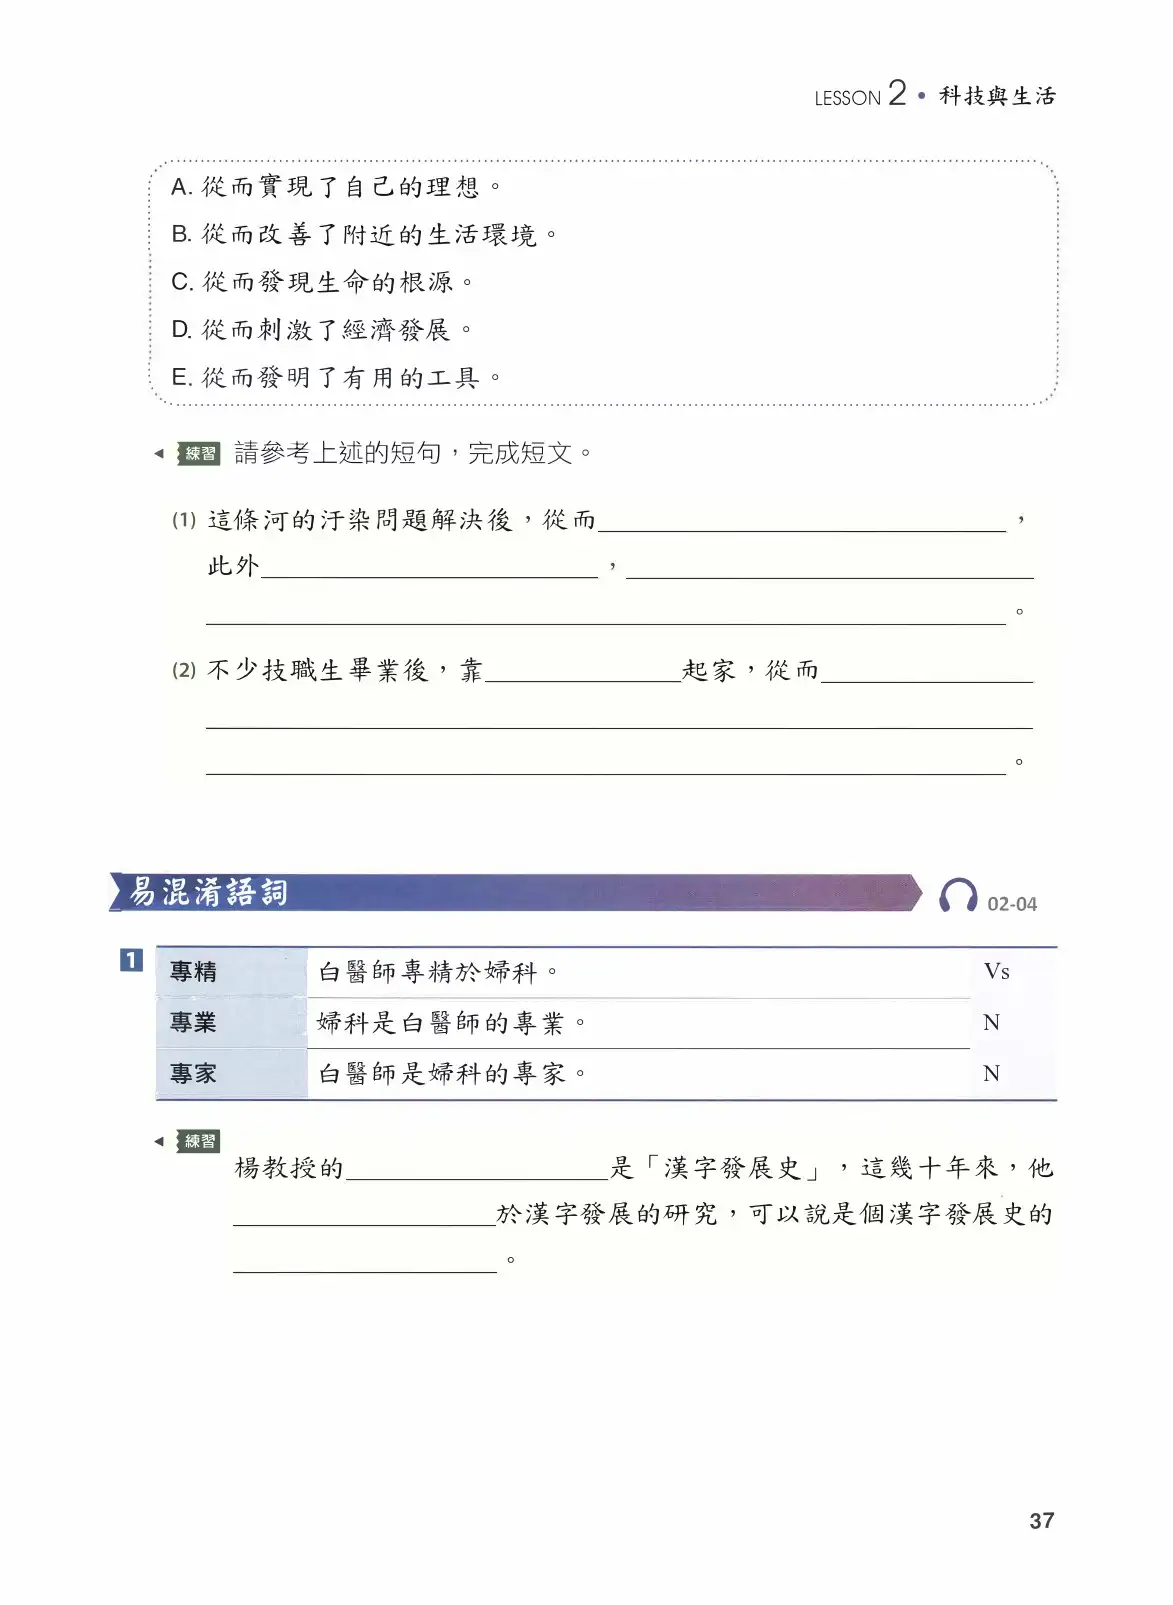 LESSON 2 • 科技與生活
A. 從而實現了自己的理想。
B. 從而改善了附近的生活環境。
C. 從而發現生命的根源。
D. 從而刺激了經濟發展。
E. 從而發明了有用的工具。
練習 請參考上述的短句，完成短文。
(1) 這條河的汙染問題解決後，從而＿＿＿＿＿＿＿＿，
此外＿＿＿＿＿＿＿＿，＿＿＿＿＿＿＿＿
＿＿＿＿＿＿＿＿。
(2) 不少技職生畢業後，靠＿＿＿＿＿＿起家，從而＿＿＿＿＿＿
＿＿＿＿＿＿＿＿
＿＿＿＿＿＿＿＿。
易混淆語詞 02-04
1 專精 白醫師專精於婦科。 Vs
專業 婦科是白醫師的專業。 N
專家 白醫師是婦科的專家。 N
練習
楊教授的＿＿＿＿＿＿是「漢字發展史」，這幾十年來，他
＿＿＿＿＿＿於漢字發展的研究，可以說是個漢字發展史的
＿＿＿＿＿＿。
37